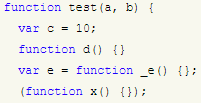 function test(a, b) {
  var c = 10;
  function d() {}
  var e = function _e() {};
  (function x() {});